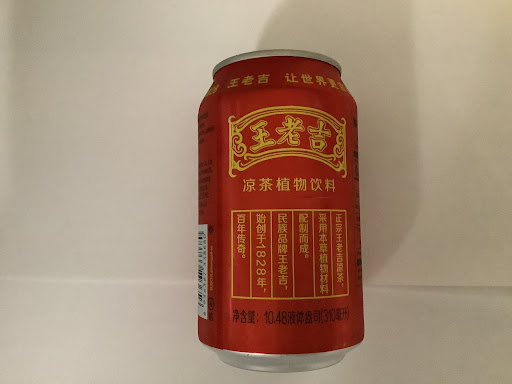 王老吉 让世界更
王老吉
凉茶植物饮料
正宗王老吉凉茶，
采用本草植物材料
配制而成。
民族品牌王老吉，
始创于1828年，
百年传奇。
净含量：10.48液体盎司(310毫升)